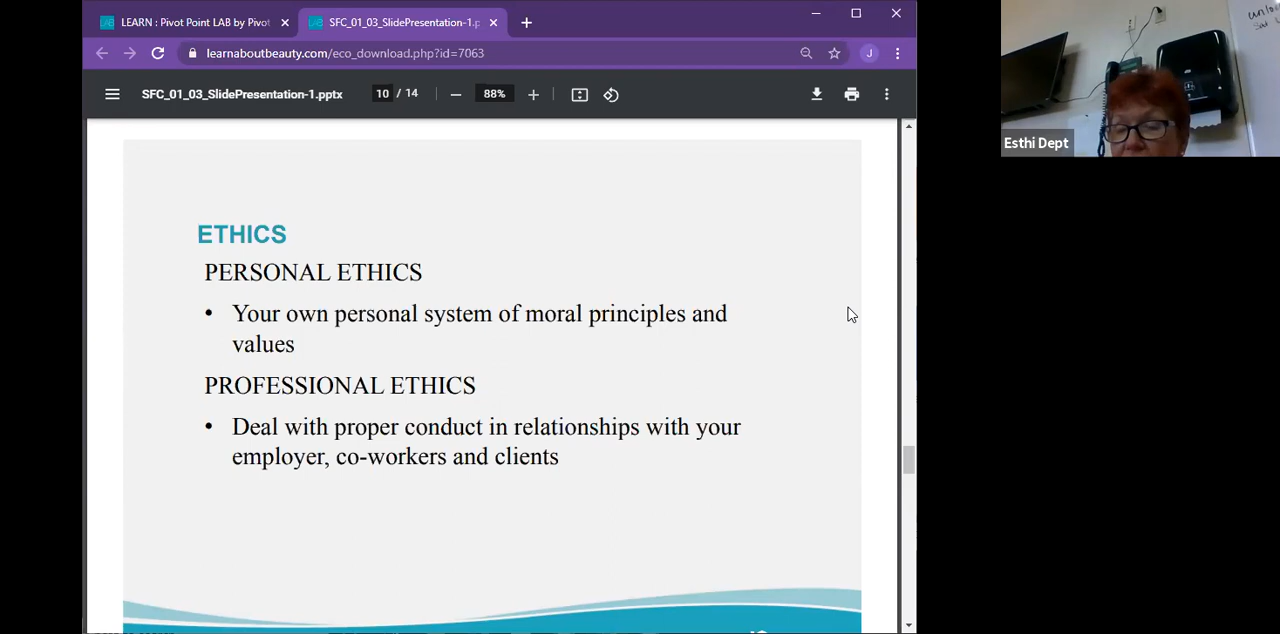 LEARN : Pivot Point LAB by Pivot
SFC_01_03_SlidePresentation-1.p
learnaboutbeauty.com/eco_download.php?id=7063
J
SFC_01_03_SlidePresentation-1.pptx
10 / 14
88%
Esthi Dept
ETHICS
PERSONAL ETHICS
• Your own personal system of moral principles and
values
PROFESSIONAL ETHICS
• Deal with proper conduct in relationships with your
employer, co-workers and clients